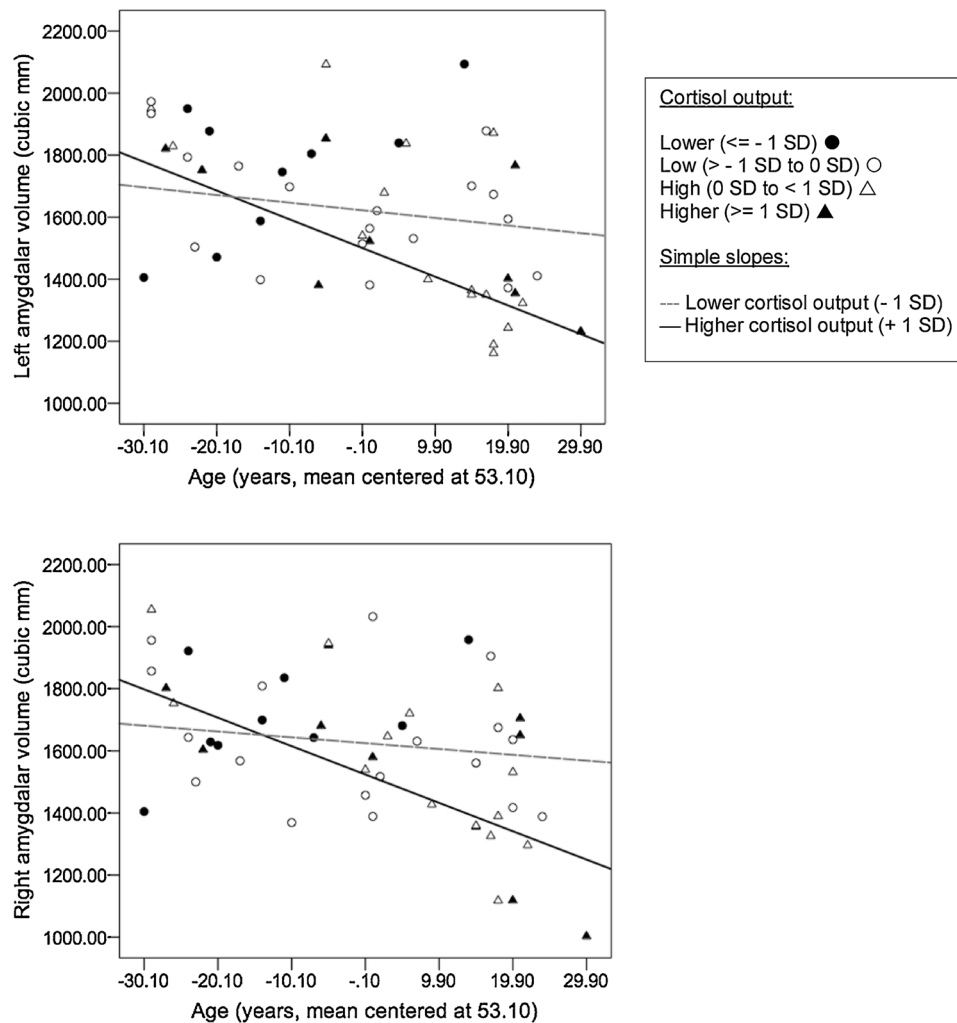 2200.00
2000.00
1800.00
1600.00
1400.00
1200.00
1000.00
Left amygdalar volume (cubic mm)
-30.10 -20.10 -10.10 -.10 9.90 19.90 29.90
Age (years, mean centered at 53.10)
Cortisol output:
Lower (<= - 1 SD) ●
Low (> - 1 SD to 0 SD) ○
High (0 SD to < 1 SD) △
Higher (>= 1 SD) ▲
Simple slopes:
--- Lower cortisol output (- 1 SD)
— Higher cortisol output (+ 1 SD)
2200.00
2000.00
1800.00
1600.00
1400.00
1200.00
1000.00
Right amygdalar volume (cubic mm)
-30.10 -20.10 -10.10 -.10 9.90 19.90 29.90
Age (years, mean centered at 53.10)